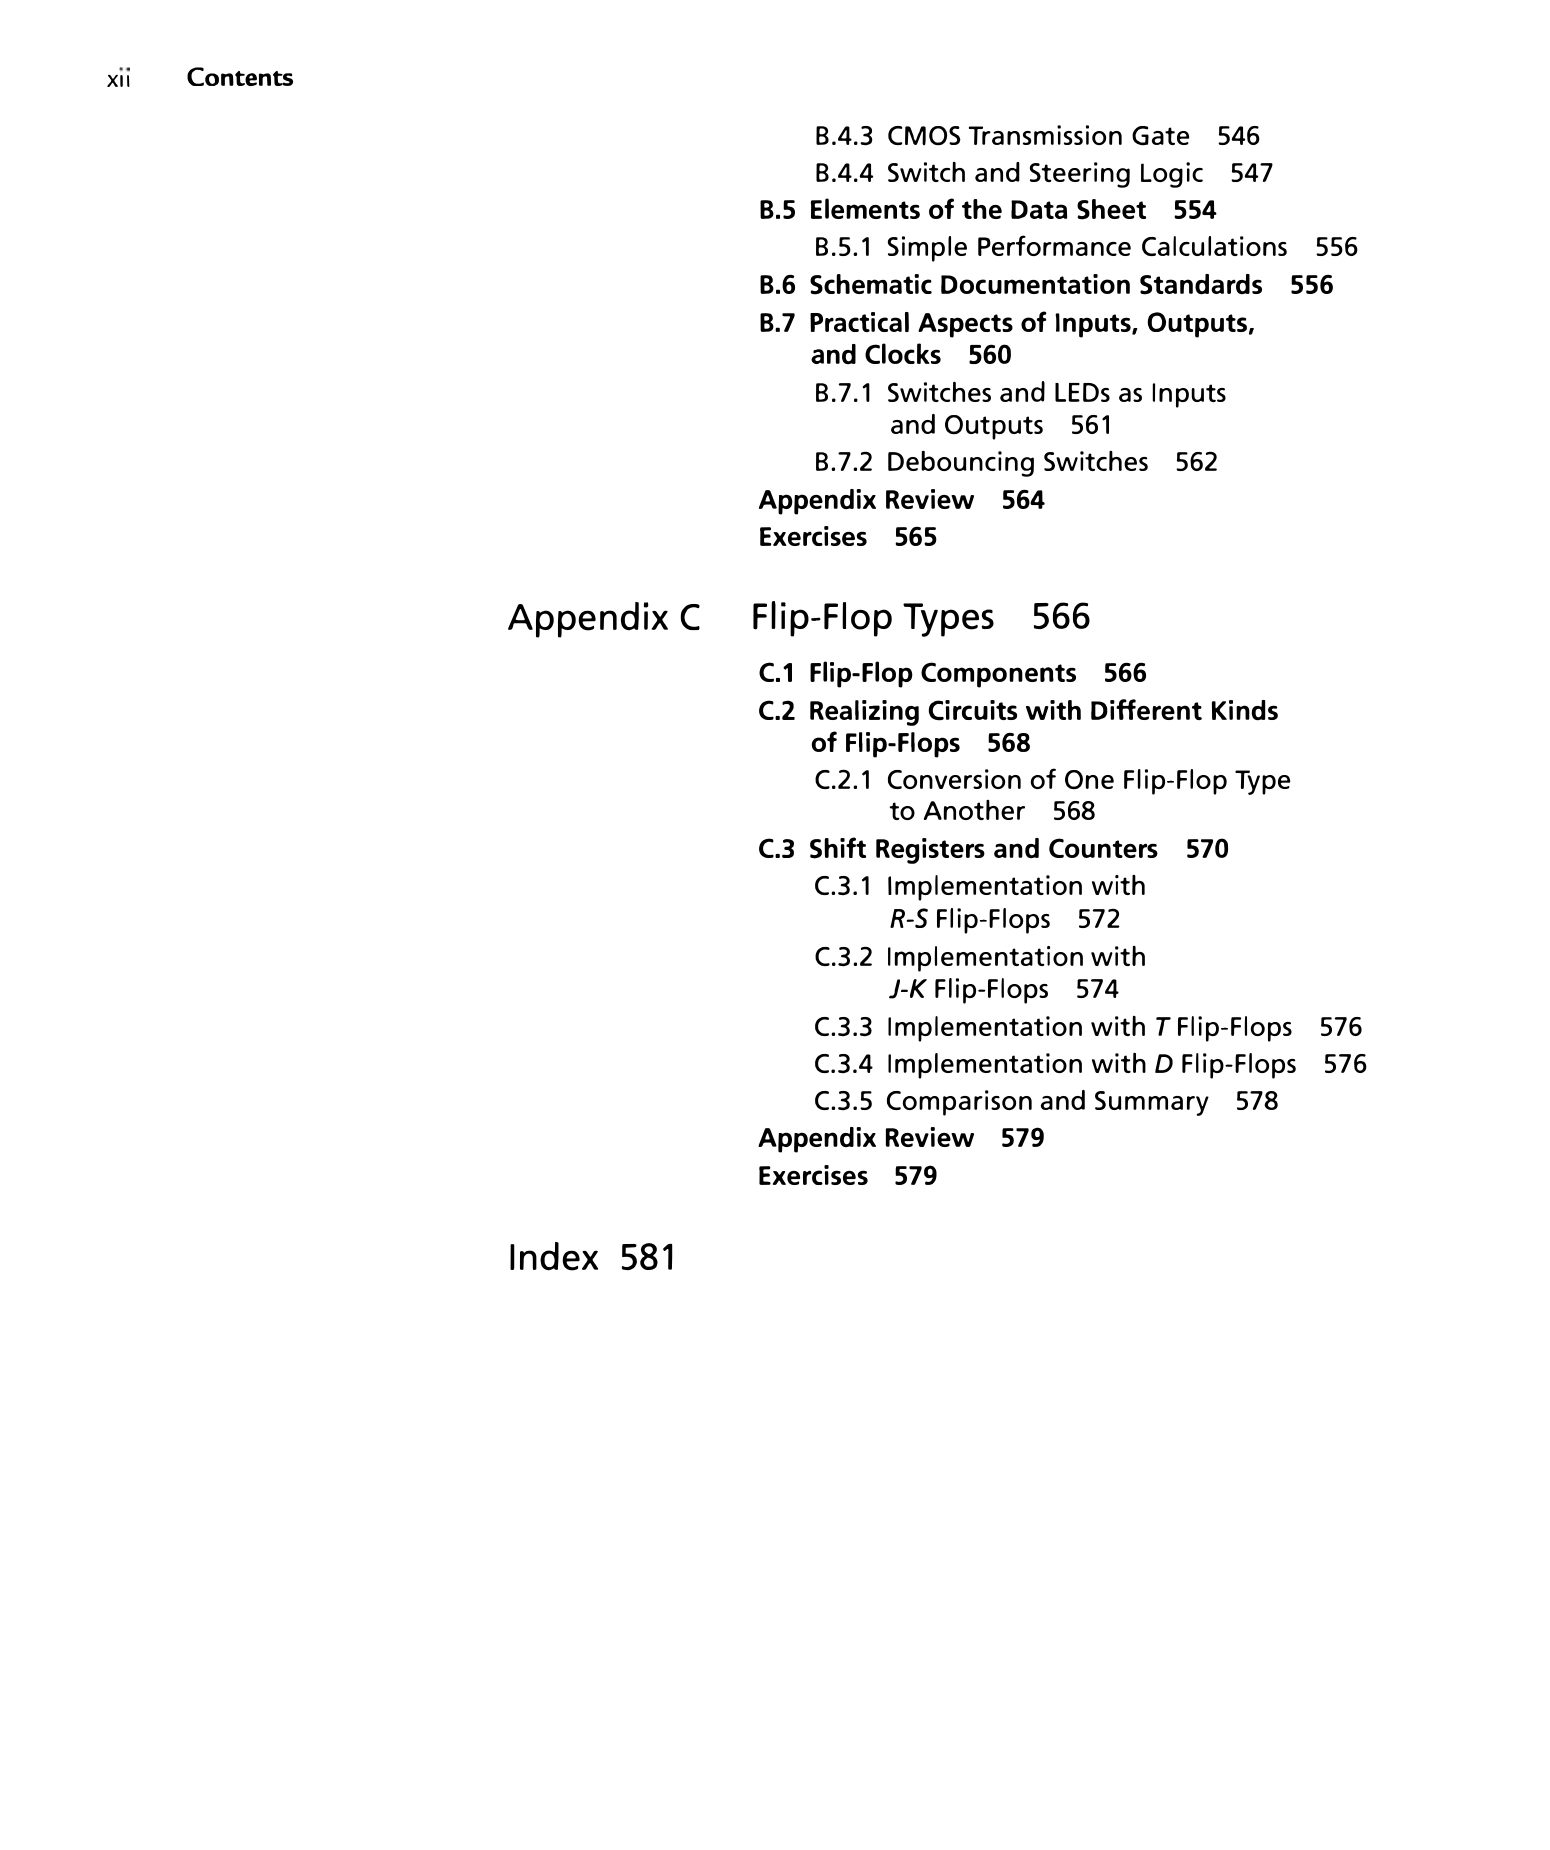 xii Contents
B.4.3 CMOS Transmission Gate 546
B.4.4 Switch and Steering Logic 547
B.5 Elements of the Data Sheet 554
B.5.1 Simple Performance Calculations 556
B.6 Schematic Documentation Standards 556
B.7 Practical Aspects of Inputs, Outputs,
and Clocks 560
B.7.1 Switches and LEDs as Inputs
and Outputs 561
B.7.2 Debouncing Switches 562
Appendix Review 564
Exercises 565
Appendix C Flip-Flop Types 566
C.1 Flip-Flop Components 566
C.2 Realizing Circuits with Different Kinds
of Flip-Flops 568
C.2.1 Conversion of One Flip-Flop Type
to Another 568
C.3 Shift Registers and Counters 570
C.3.1 Implementation with
R-S Flip-Flops 572
C.3.2 Implementation with
J-K Flip-Flops 574
C.3.3 Implementation with T Flip-Flops 576
C.3.4 Implementation with D Flip-Flops 576
C.3.5 Comparison and Summary 578
Appendix Review 579
Exercises 579
Index 581